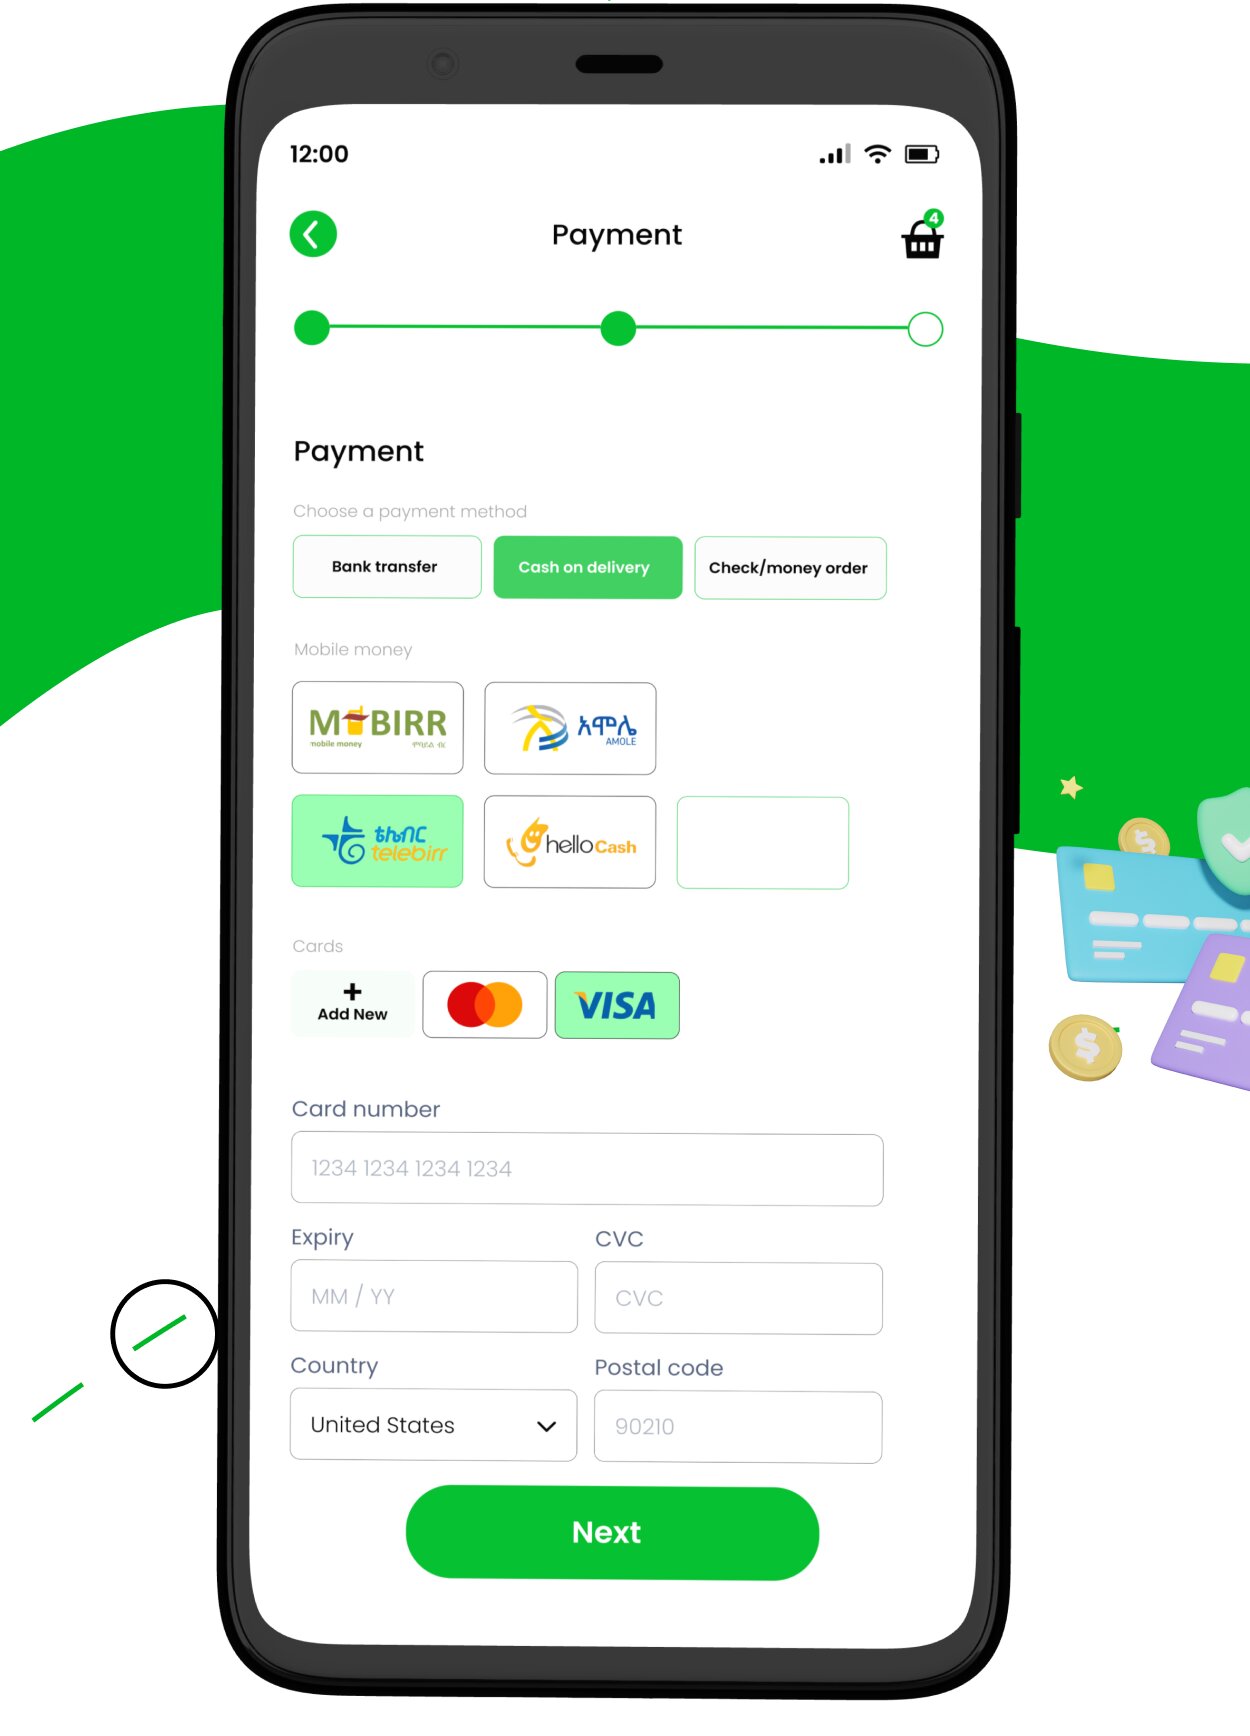 12:00
Payment
4
Payment
Choose a payment method
Bank transfer
Cash on delivery
Check/money order
Mobile money
MBIRR
mobile money
አሞሌ
AMOLE
ቴሌብር
telebirr
helloCash
Cards
+
Add New
VISA
Card number
1234 1234 1234 1234
Expiry
CVC
MM / YY
CVC
Country
Postal code
United States
90210
Next
$
$